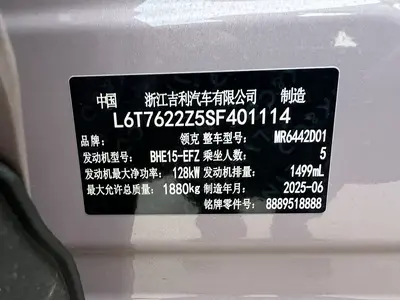 中国 浙江吉利汽车有限公司 制造
L6T7622Z5SF401114
品牌： 领克 整车型号： MR6442D01
发动机型号： BHE15-EFZ 乘坐人数： 5
发动机最大净功率： 128kW 发动机排量： 1499mL
最大允许总质量： 1880kg 制造年月： 2025-06
铭牌零件号： 8889518888